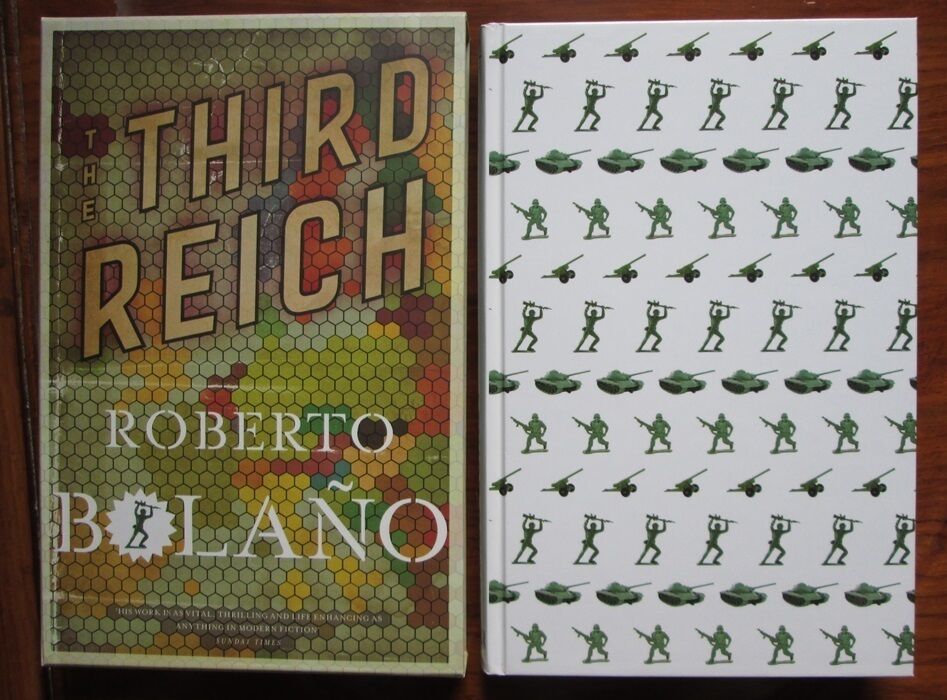 THE
THIRD
REICH
ROBERTO
BOLAÑO
'HIS WORK IS AS VITAL, THRILLING AND LIFE ENHANCING AS
ANYTHING IN MODERN FICTION'
SUNDAY TIMES